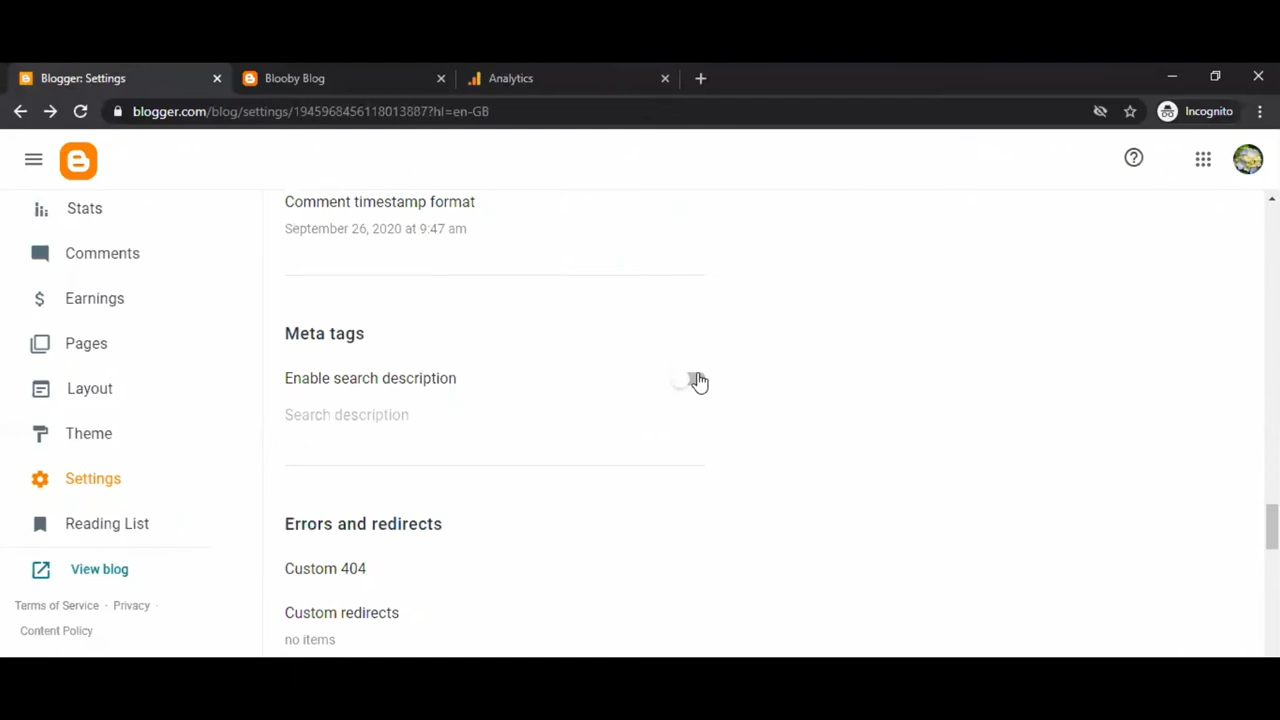 Blogger: Settings
Blooby Blog
Analytics
blogger.com/blog/settings/1945968456118013887?hl=en-GB
Incognito
Stats
Comments
Earnings
Pages
Layout
Theme
Settings
Reading List
View blog
Terms of Service · Privacy ·
Content Policy
Comment timestamp format
September 26, 2020 at 9:47 am
Meta tags
Enable search description
Search description
Errors and redirects
Custom 404
Custom redirects
no items